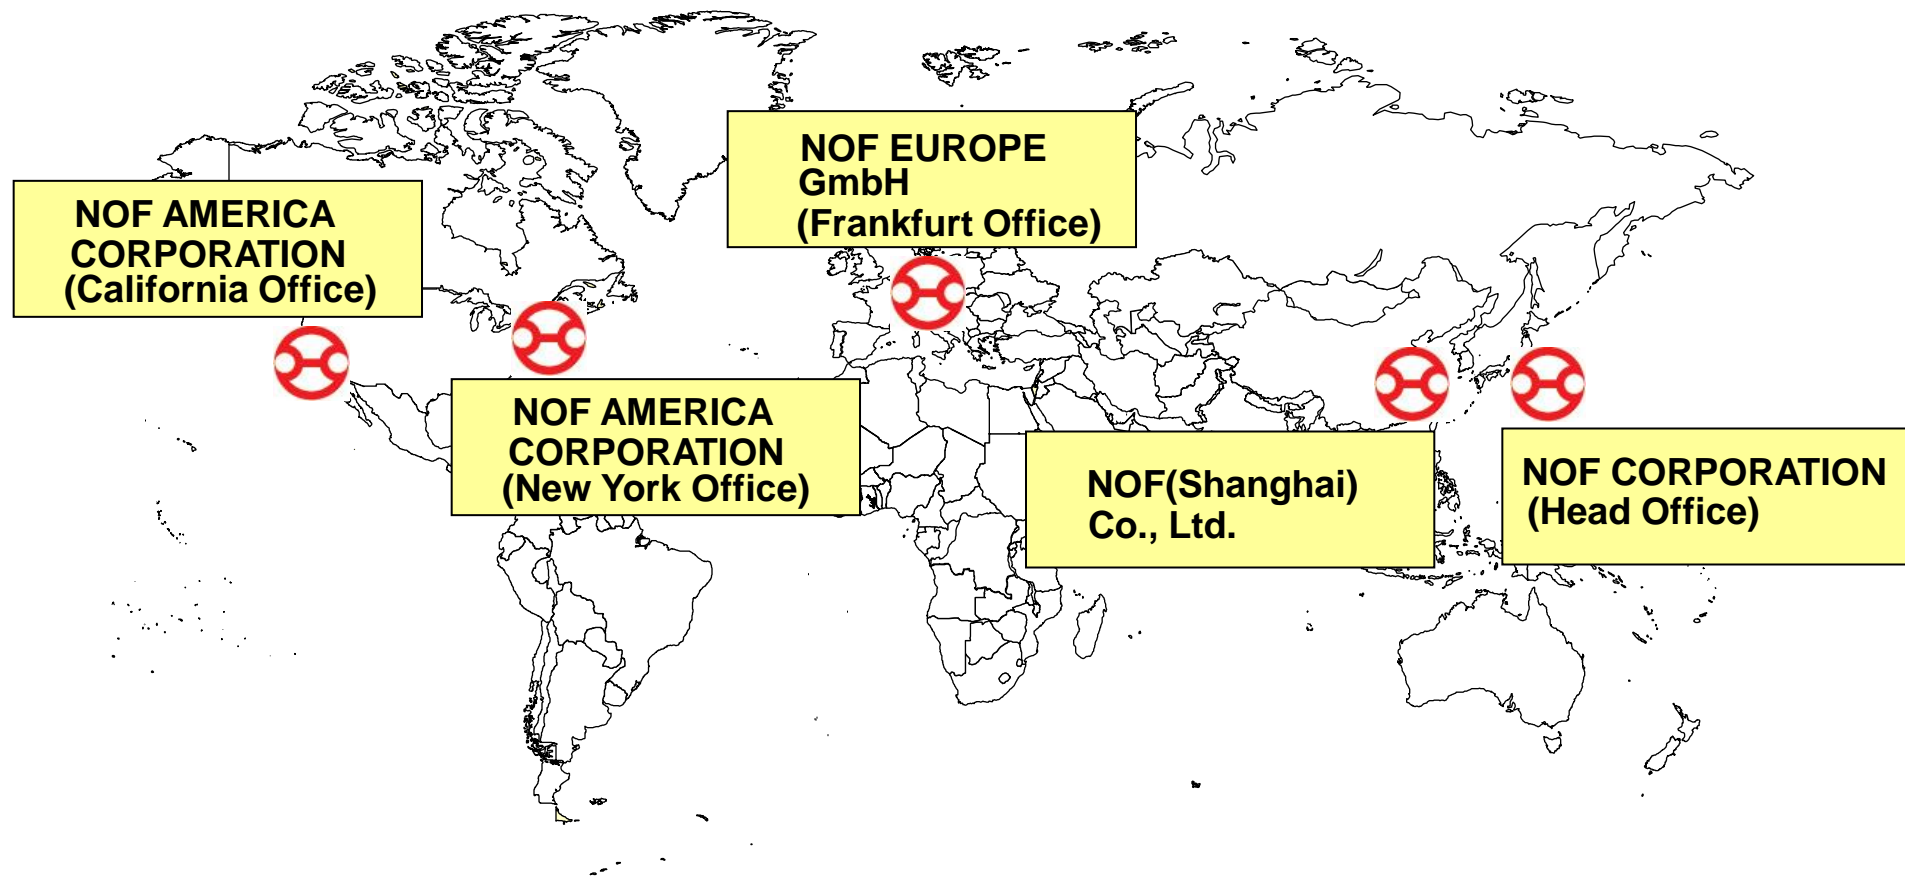 NOF EUROPE
GmbH
(Frankfurt Office)
NOF AMERICA
CORPORATION
(California Office)
NOF AMERICA
CORPORATION
(New York Office)
NOF(Shanghai)
Co., Ltd.
NOF CORPORATION
(Head Office)